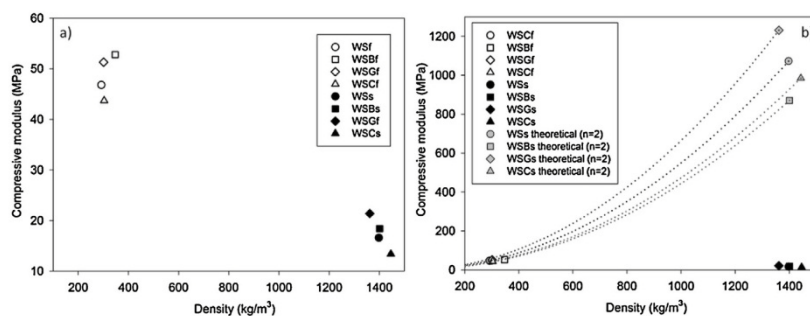 a)
60
50
40
30
20
10
Compressive modulus (MPa)
0
200
400
600
800
1000
1200
1400
Density (kg/m³)
WSf
WSBf
WSGf
WSCf
WSs
WSBs
WSGf
WSCs
b
1200
1000
800
600
400
200
0
Compressive modulus (MPa)
200
400
600
800
1000
1200
1400
Density (kg/m³)
WSCf
WSBf
WSGf
WSCf
WSs
WSBs
WSGs
WSCs
WSs theoretical (n=2)
WSBs theoretical (n=2)
WSGs theoretical (n=2)
WSCs theoretical (n=2)